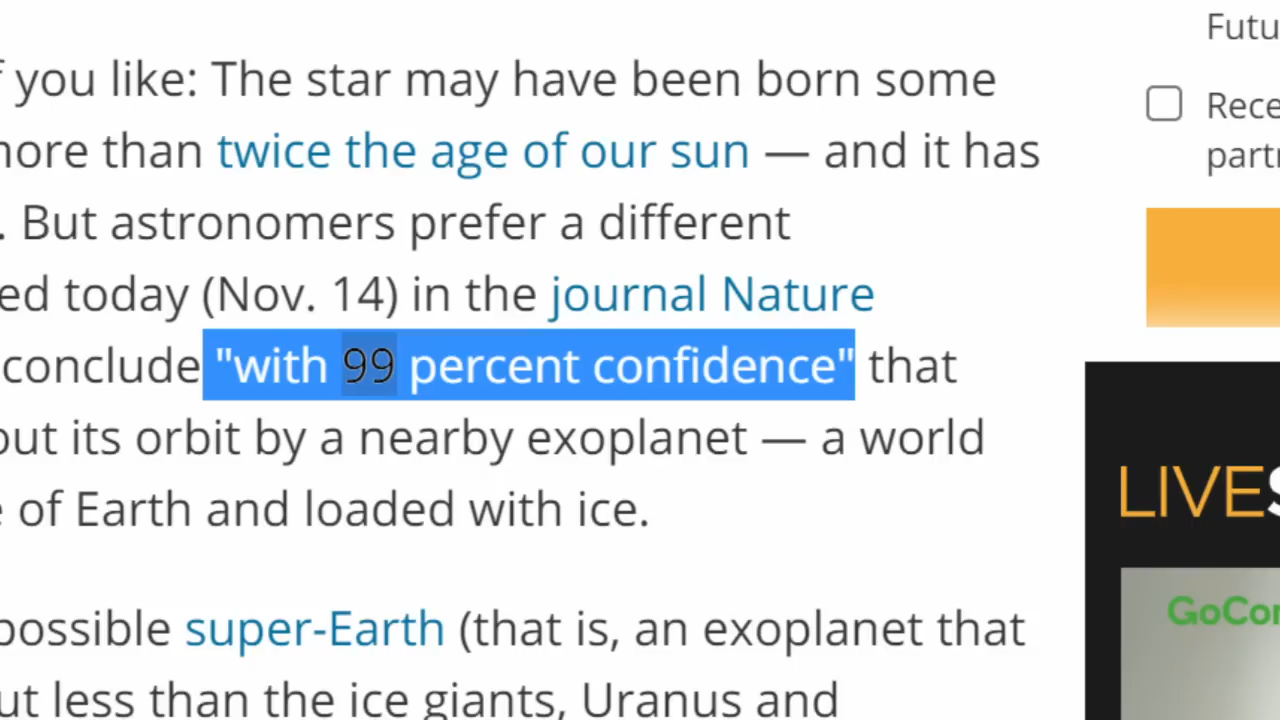 f you like: The star may have been born some
more than twice the age of our sun — and it has
. But astronomers prefer a different
ed today (Nov. 14) in the journal Nature
conclude "with 99 percent confidence" that
out its orbit by a nearby exoplanet — a world
e of Earth and loaded with ice.
possible super-Earth (that is, an exoplanet that
ut less than the ice giants, Uranus and
Futu
Rece
partn
LIVES
GoCom